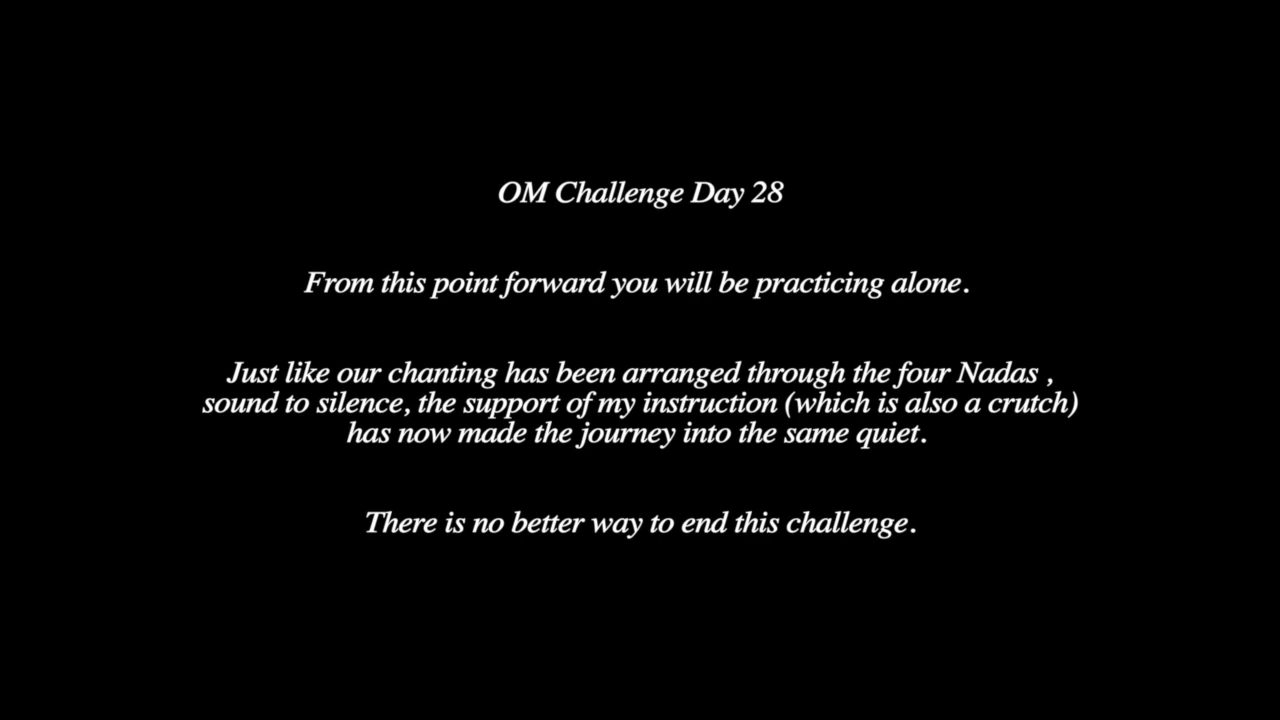 OM Challenge Day 28
From this point forward you will be practicing alone.
Just like our chanting has been arranged through the four Nadas ,
sound to silence, the support of my instruction (which is also a crutch)
has now made the journey into the same quiet.
There is no better way to end this challenge.